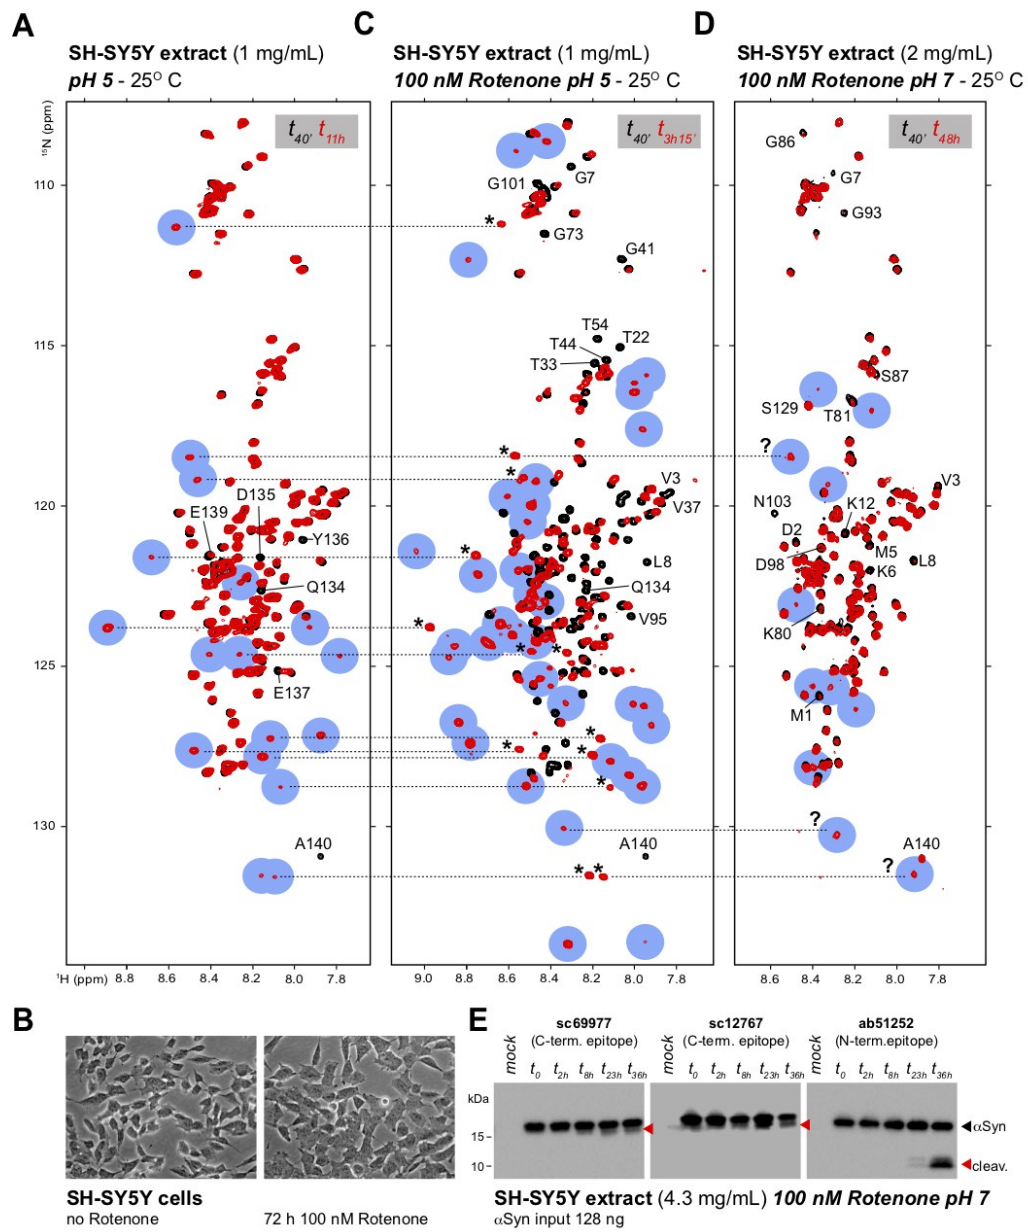 A
SH-SY5Y extract (1 mg/mL)
pH 5 - 25° C
C
SH-SY5Y extract (1 mg/mL)
100 nM Rotenone pH 5 - 25° C
D
SH-SY5Y extract (2 mg/mL)
100 nM Rotenone pH 7 - 25° C
15N (ppm)
110
115
120
125
130
t40' t11h
D135
E139
Y136
Q134
E137
A140
1H (ppm) 8.8 8.6 8.4 8.2 8.0 7.8
t40' t3h15'
G101
G7
*
G73
G41
T54
T44
T22
T33
*
*
V3
V37
*
L8
Q134
V95
*
* *
*
* *
*
A140
* *
9.0 8.8 8.6 8.4 8.2 8.0 7.8
t40' t48h
G86
G7
G93
S87
S129
T81
?
V3
N103
K12
D2
D98
M5
L8
K6
K80
M1
?
A140
?
8.6 8.4 8.2 8.0 7.8
B
SH-SY5Y cells
no Rotenone
72 h 100 nM Rotenone
E
sc69977
(C-term. epitope)
sc12767
(C-term. epitope)
ab51252
(N-term.epitope)
mock t0 t2h t8h t23h t36h
mock t0 t2h t8h t23h t36h
mock t0 t2h t8h t23h t36h
kDa
15
10
αSyn
cleav.
SH-SY5Y extract (4.3 mg/mL) 100 nM Rotenone pH 7
αSyn input 128 ng